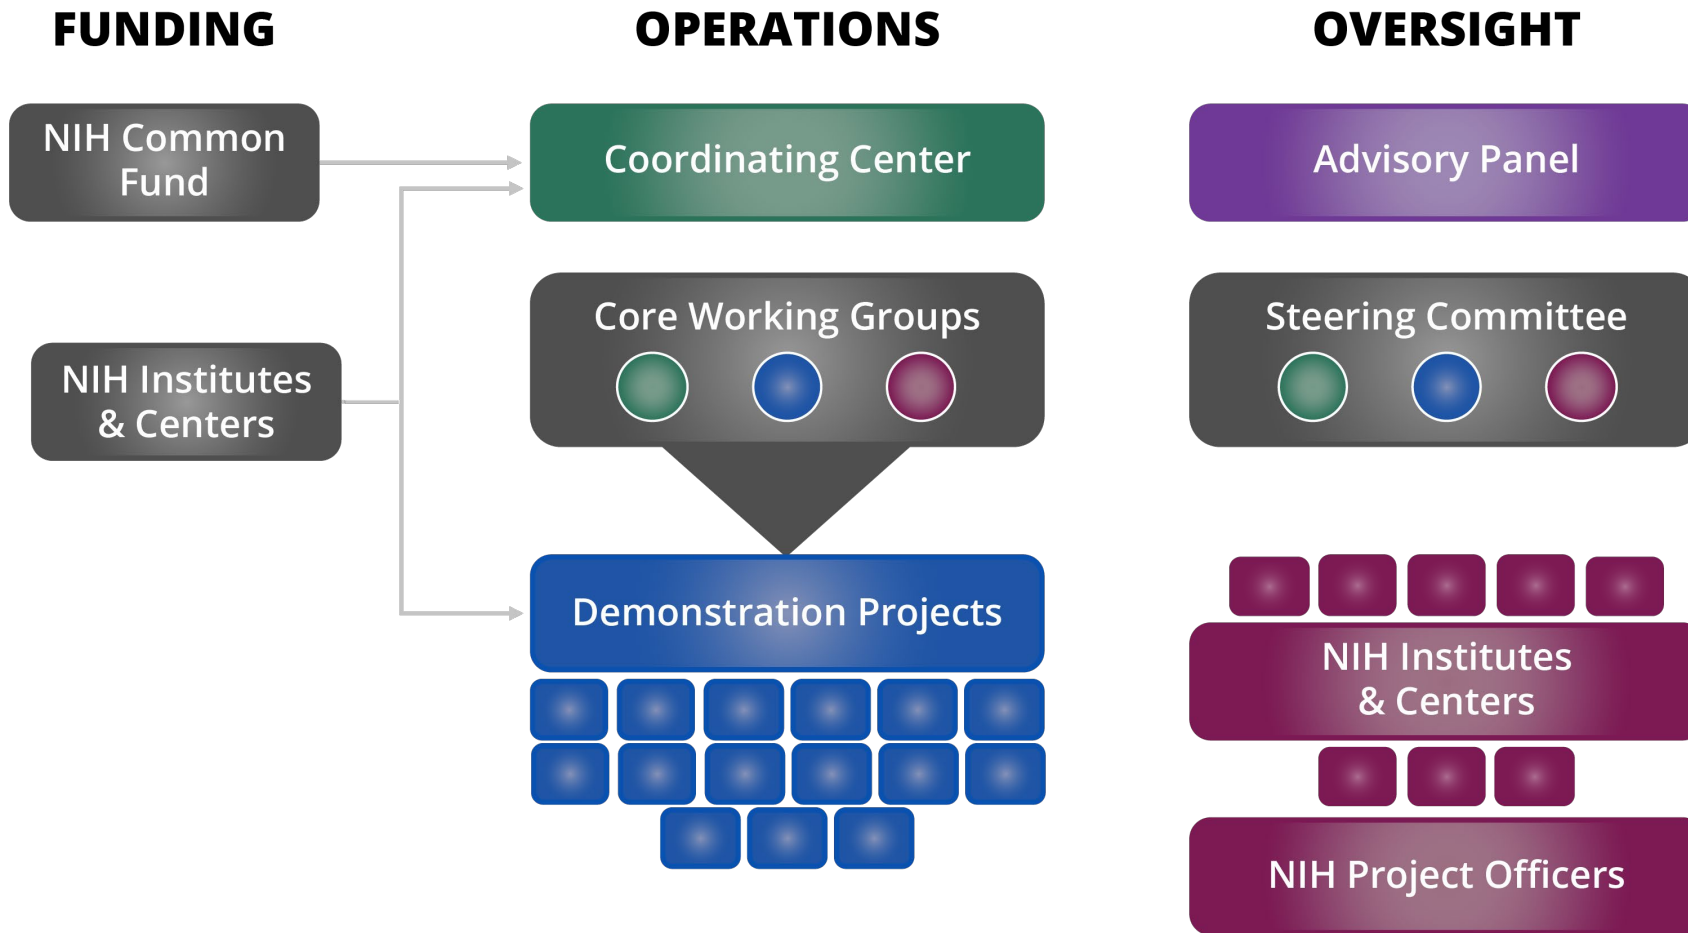 FUNDING
OPERATIONS
OVERSIGHT
NIH Common
Fund
Coordinating Center
Advisory Panel
Core Working Groups
Steering Committee
NIH Institutes
& Centers
Demonstration Projects
NIH Institutes
& Centers
NIH Project Officers